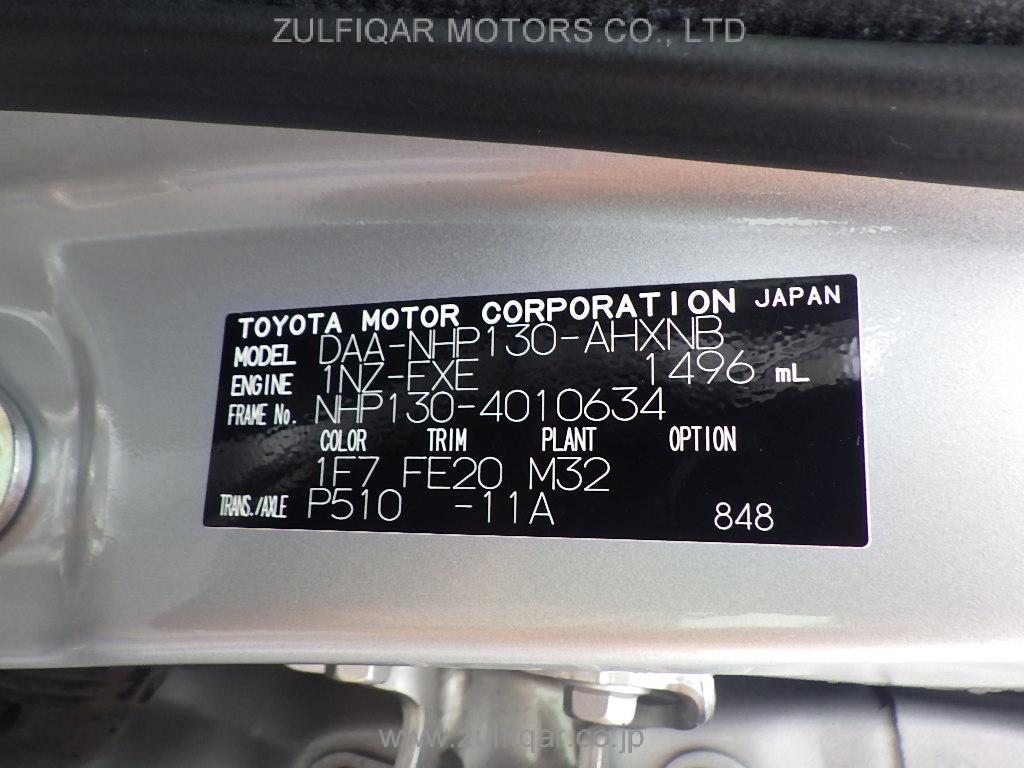 ZULFIQAR MOTORS CO., LTD
TOYOTA MOTOR CORPORATION JAPAN
MODEL DAA-NHP130-AHXNB
ENGINE 1NZ-FXE 1496 mL
FRAME No. NHP130-4010634
COLOR TRIM PLANT OPTION
1F7 FE20 M32
TRANS./AXLE P510 -11A 848
www.zulfiqar.co.jp